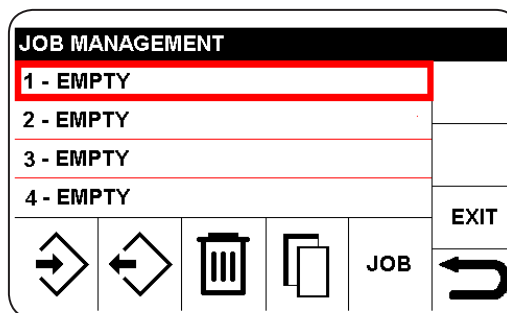 JOB MANAGEMENT
1 - EMPTY
2 - EMPTY
3 - EMPTY
4 - EMPTY
EXIT
JOB